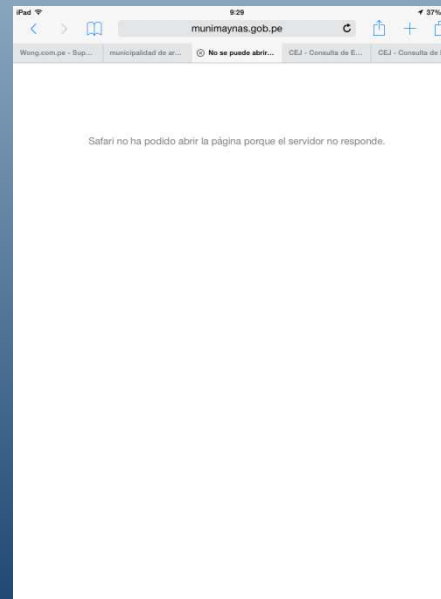 iPad 9:29 37%
munimaynas.gob.pe
Wong.com.pe - Sup... municipalidad de ar... No se puede abrir... CEJ - Consulta de E... CEJ - Consulta de
Safari no ha podido abrir la página porque el servidor no responde.